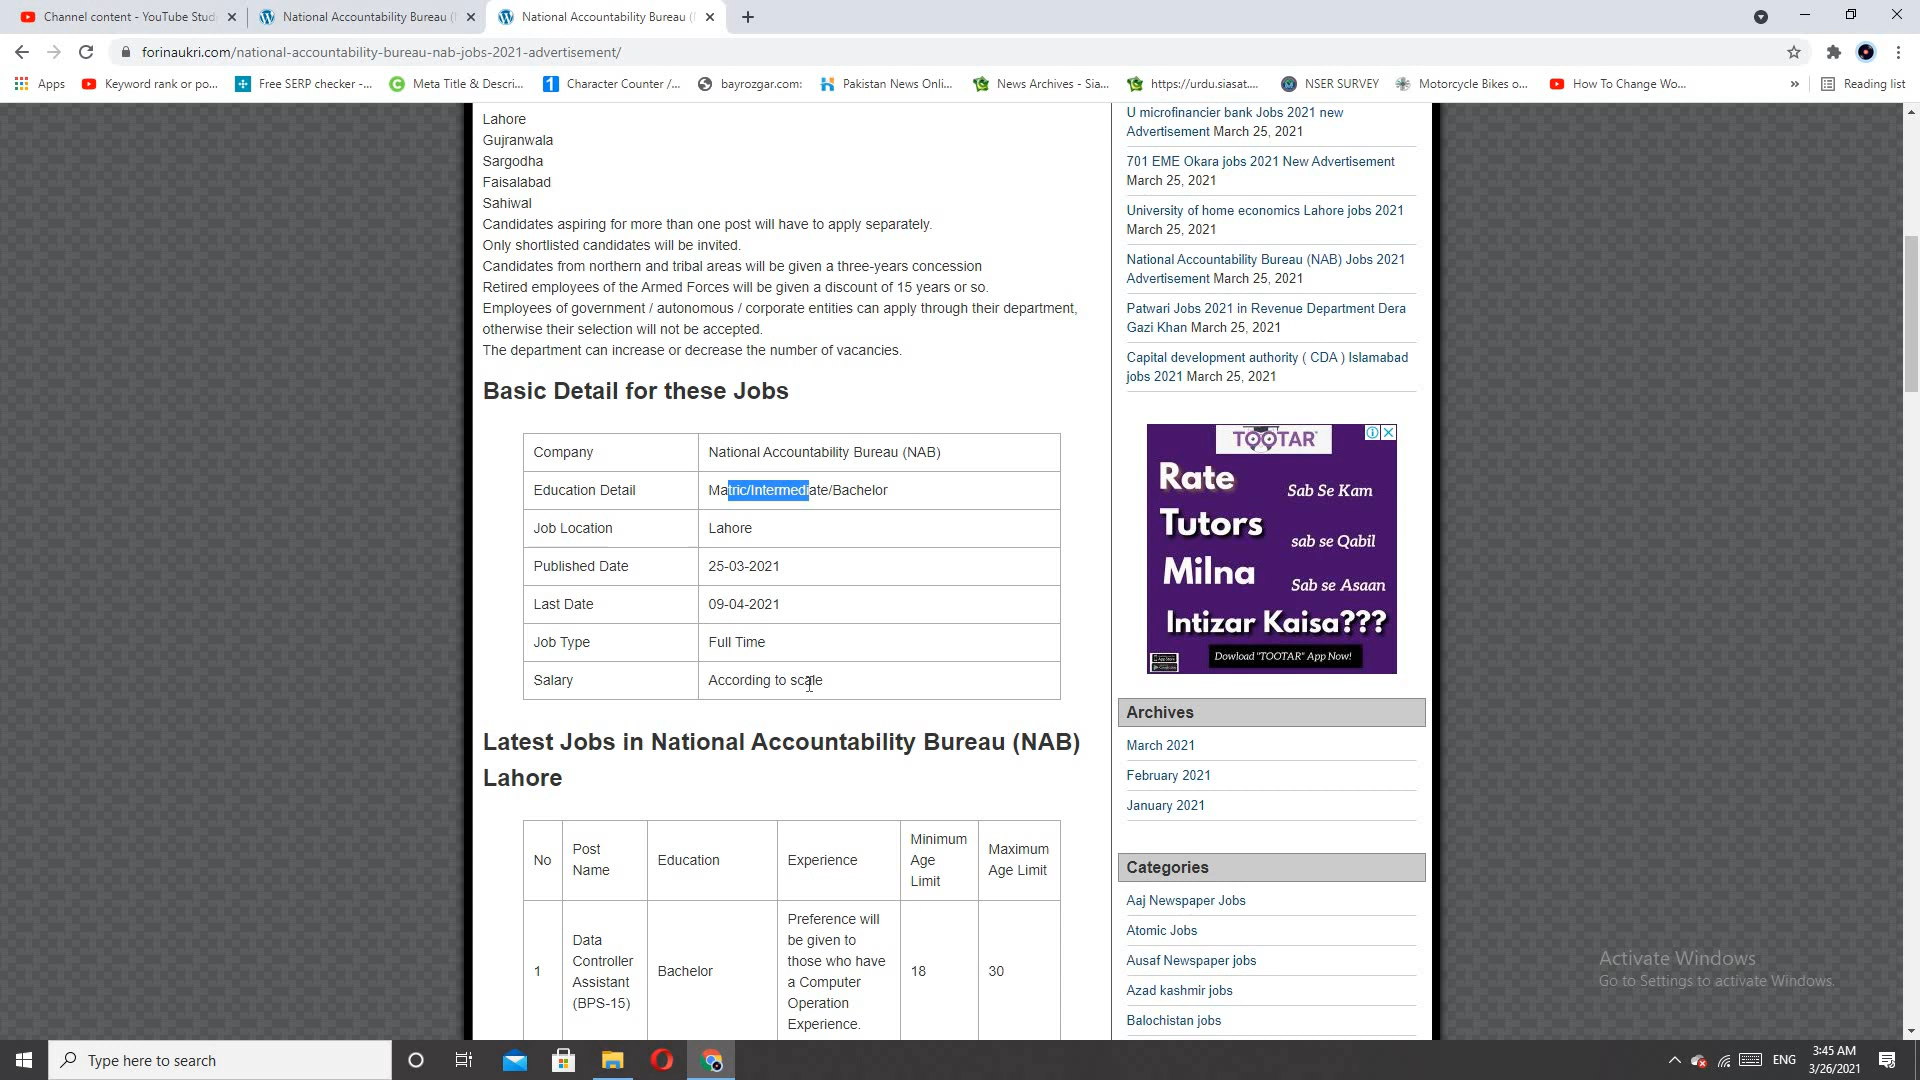 Channel content - YouTube Stud
National Accountability Bureau (
National Accountability Bureau (
forinaukri.com/national-accountability-bureau-nab-jobs-2021-advertisement/
Apps
Keyword rank or po...
Free SERP checker -...
Meta Title & Descri...
Character Counter /...
bayrozgar.com:
Pakistan News Onli...
News Archives - Sia...
https://urdu.siasat....
NSER SURVEY
Motorcycle Bikes o...
How To Change Wo...
»
Reading list
Lahore
Gujranwala
Sargodha
Faisalabad
Sahiwal
Candidates aspiring for more than one post will have to apply separately.
Only shortlisted candidates will be invited.
Candidates from northern and tribal areas will be given a three-years concession
Retired employees of the Armed Forces will be given a discount of 15 years or so.
Employees of government / autonomous / corporate entities can apply through their department,
otherwise their selection will not be accepted.
The department can increase or decrease the number of vacancies.
Basic Detail for these Jobs
Company National Accountability Bureau (NAB)
Education Detail Matric/Intermediate/Bachelor
Job Location Lahore
Published Date 25-03-2021
Last Date 09-04-2021
Job Type Full Time
Salary According to scale
Latest Jobs in National Accountability Bureau (NAB)
Lahore
No
Post
Name
Education
Experience
Minimum
Age
Limit
Maximum
Age Limit
1
Data
Controller
Assistant
(BPS-15)
Bachelor
Preference will
be given to
those who have
a Computer
Operation
Experience.
18
30
U microfinancier bank Jobs 2021 new
Advertisement March 25, 2021
701 EME Okara jobs 2021 New Advertisement
March 25, 2021
University of home economics Lahore jobs 2021
March 25, 2021
National Accountability Bureau (NAB) Jobs 2021
Advertisement March 25, 2021
Patwari Jobs 2021 in Revenue Department Dera
Gazi Khan March 25, 2021
Capital development authority ( CDA ) Islamabad
jobs 2021 March 25, 2021
TOOTAR
Rate Sab Se Kam
Tutors sab se Qabil
Milna Sab se Asaan
Intizar Kaisa???
Dowload "TOOTAR" App Now!
Archives
March 2021
February 2021
January 2021
Categories
Aaj Newspaper Jobs
Atomic Jobs
Ausaf Newspaper jobs
Azad kashmir jobs
Balochistan jobs
Activate Windows
Go to Settings to activate Windows.
Type here to search
ENG
3:45 AM
3/26/2021